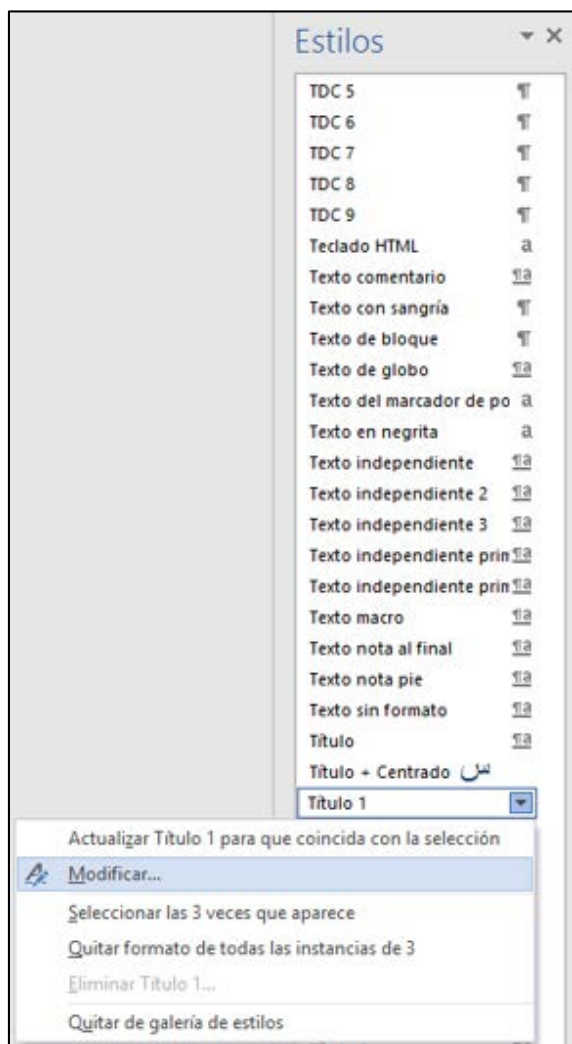 Estilos
TDC 5 ¶
TDC 6 ¶
TDC 7 ¶
TDC 8 ¶
TDC 9 ¶
Teclado HTML a
Texto comentario ¶a
Texto con sangría ¶
Texto de bloque ¶
Texto de globo ¶a
Texto del marcador de po a
Texto en negrita a
Texto independiente ¶a
Texto independiente 2 ¶a
Texto independiente 3 ¶a
Texto independiente prin ¶a
Texto independiente prin ¶a
Texto macro ¶a
Texto nota al final ¶a
Texto nota pie ¶a
Texto sin formato ¶a
Título ¶a
Título + Centrado
Título 1
Actualizar Título 1 para que coincida con la selección
Modificar...
Seleccionar las 3 veces que aparece
Quitar formato de todas las instancias de 3
Eliminar Título 1...
Quitar de galería de estilos